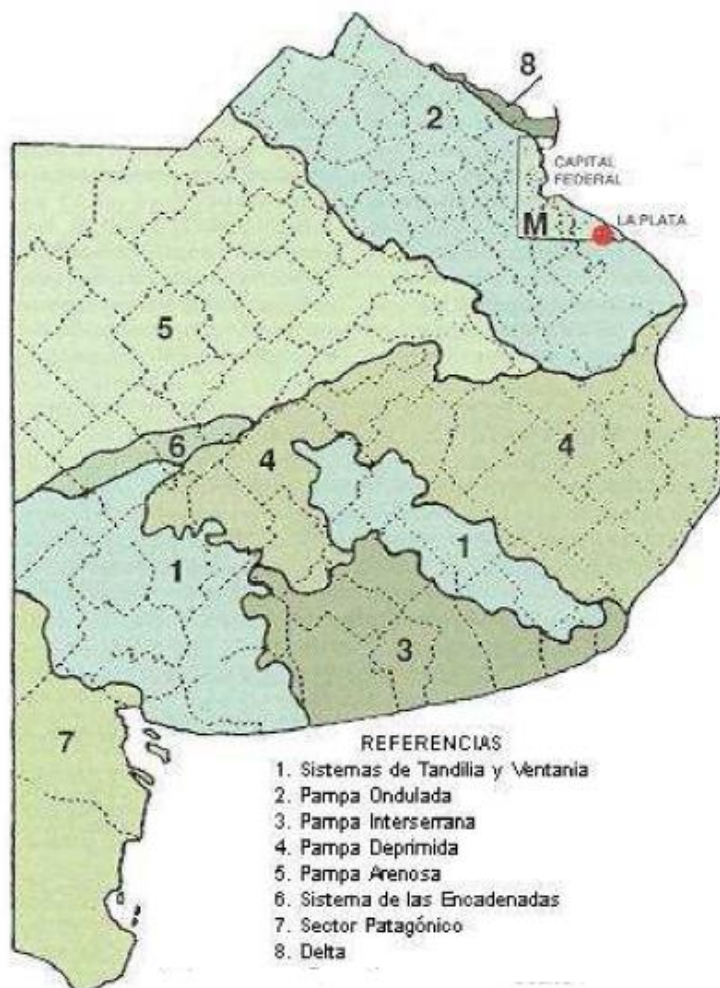 8
2
CAPITAL
FEDERAL
M
LA PLATA
5
6
4
4
1
1
3
7
REFERENCIAS
1. Sistemas de Tandilia y Ventania
2. Pampa Ondulada
3. Pampa Interserrana
4. Pampa Deprimida
5. Pampa Arenosa
6. Sistema de las Encadenadas
7. Sector Patagónico
8. Delta